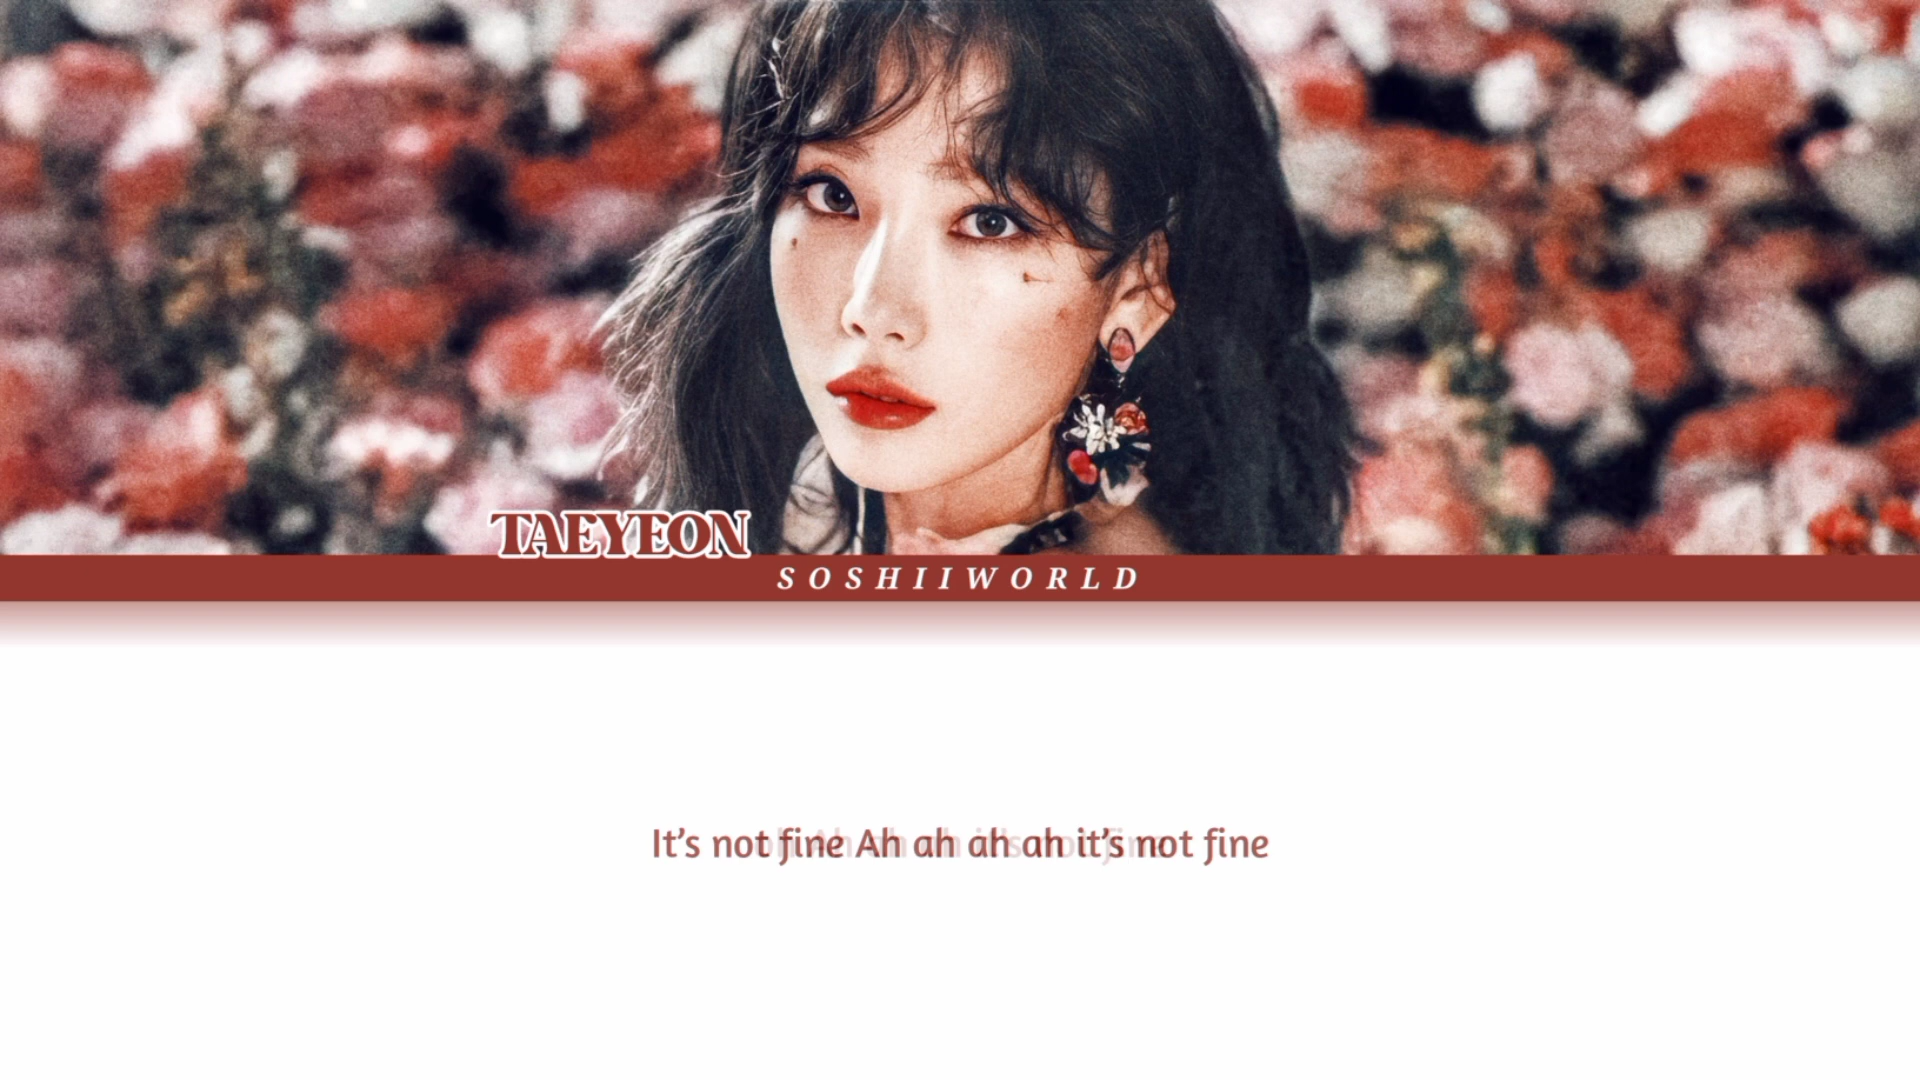 TAEYEON
SOSHIIWORLD
It's not fine Ah ah ah ah it's not fine